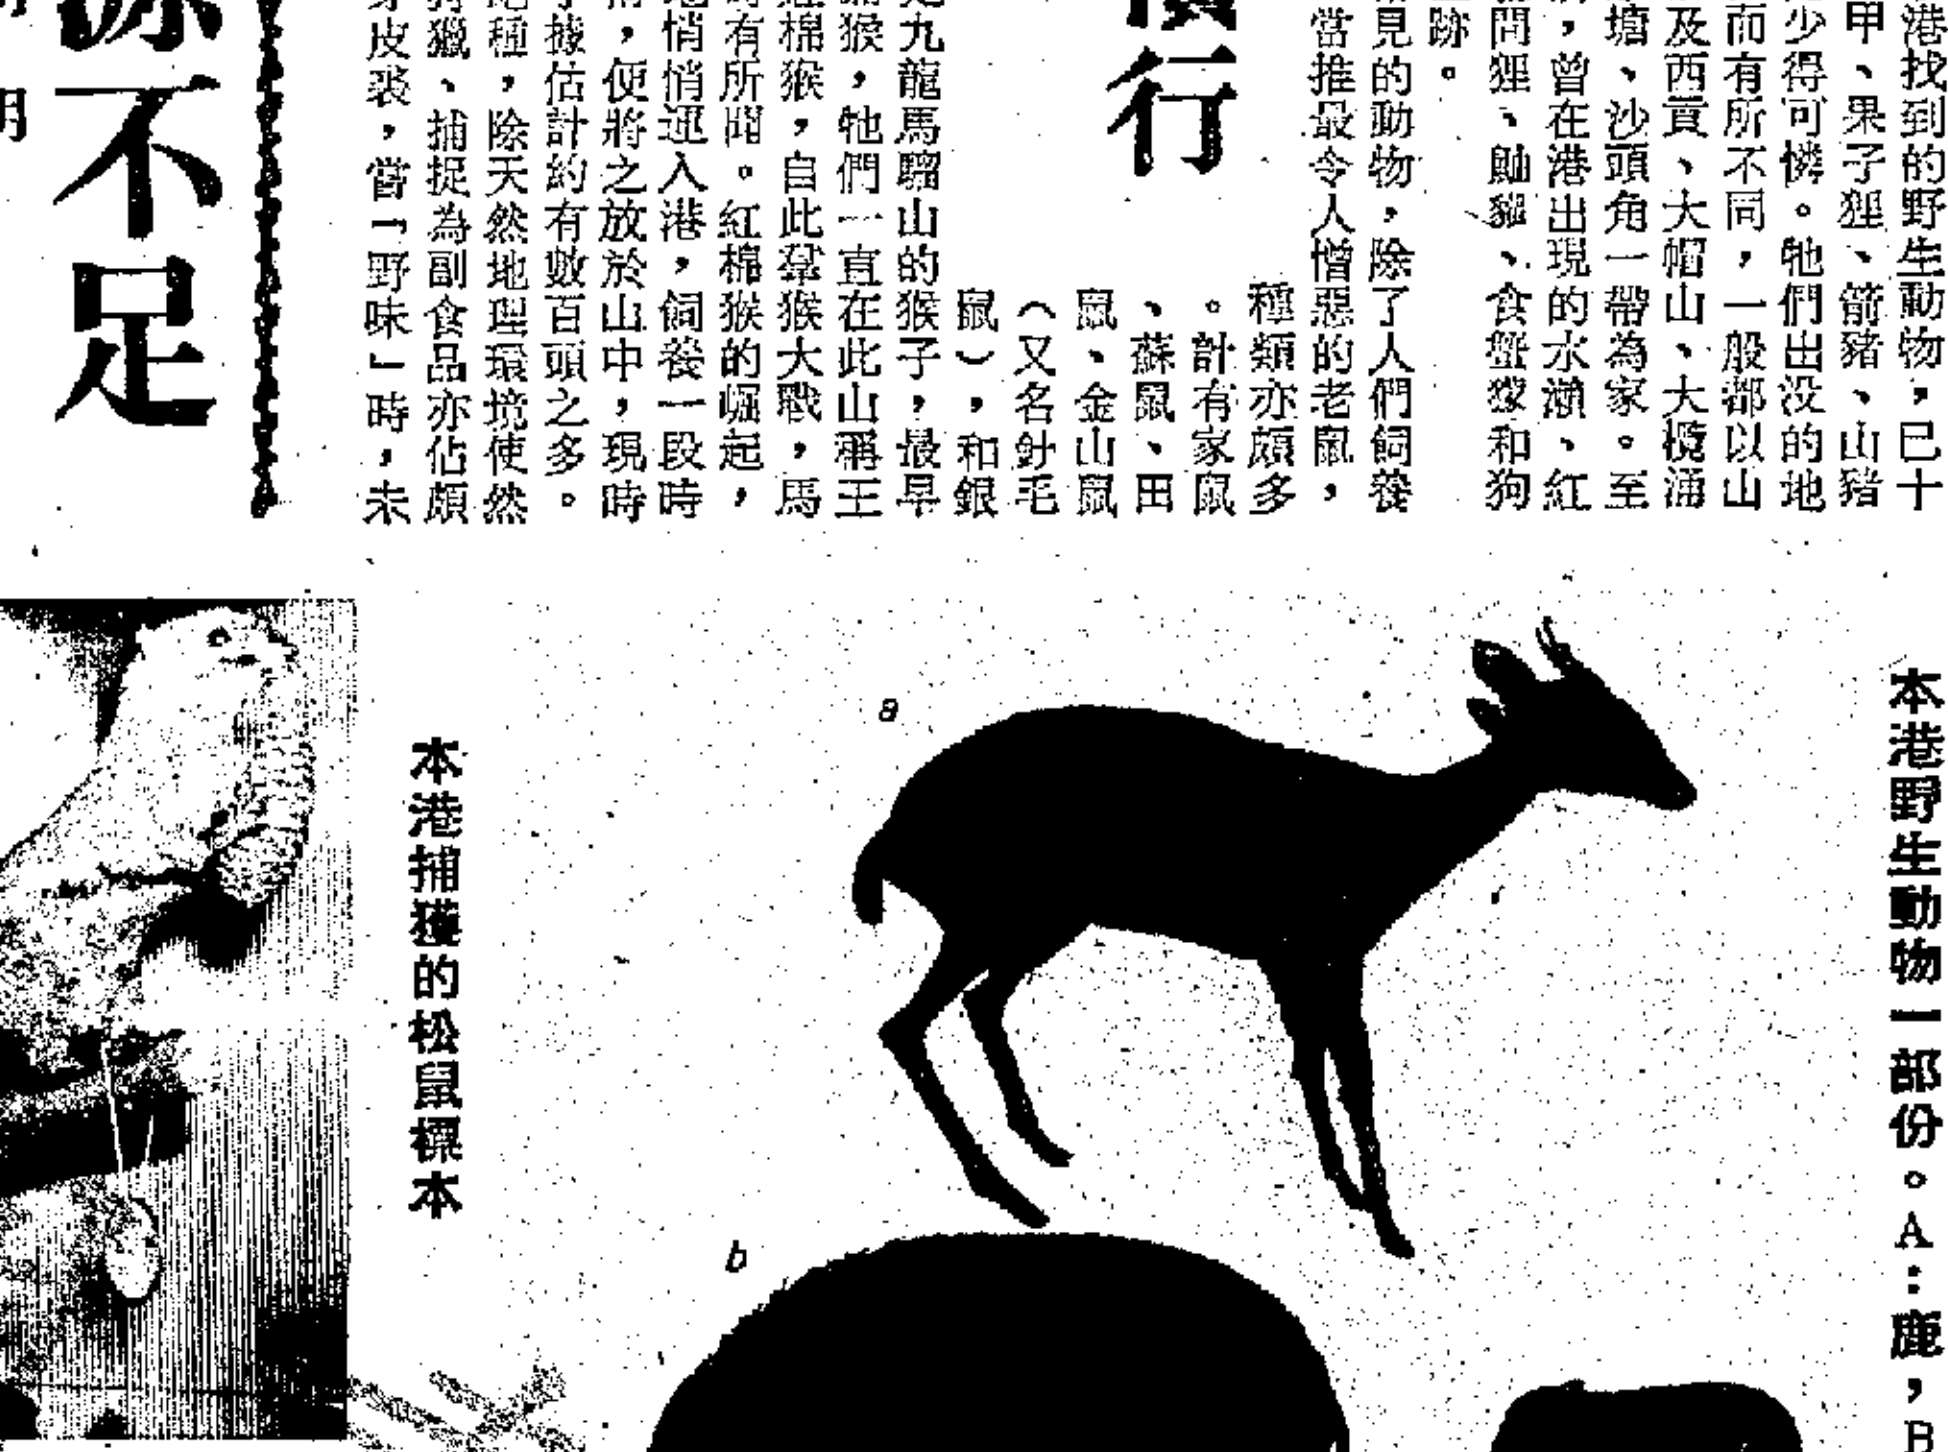 港找到的野生動物，已十
甲、果子狸、箭豬、山豬
少得可憐。牠們出没的地
而有所不同，一般都以山
及西貢、大帽山、大欖涌
塘、沙頭角一帶為家。至
，曾在港出現的水獺、紅
間狸、鼬貛、食蟹獴和狗
跡。
見的動物，除了人們飼養
當推最令人憎惡的老鼠，
種類亦頗多
。計有家鼠
、蘇鼠、田
鼠、金山鼠
（又名針毛
鼠），和銀
行
九龍馬騮山的猴子，最早
猴，牠們一直在此山稱王
棉猴，自此羣猴大戰，馬
有所聞。紅棉猴的崛起，
悄悄運入港，飼養一段時
，便將之放於山中，現時
據估計約有數百頭之多。
種，除天然地理環境使然
獵、捕捉為副食品亦佔頗
皮裘，當「野味」時，未
源不足
明
本港野生動物一部份。A：鹿，B
a
b
本港捕獲的松鼠標本